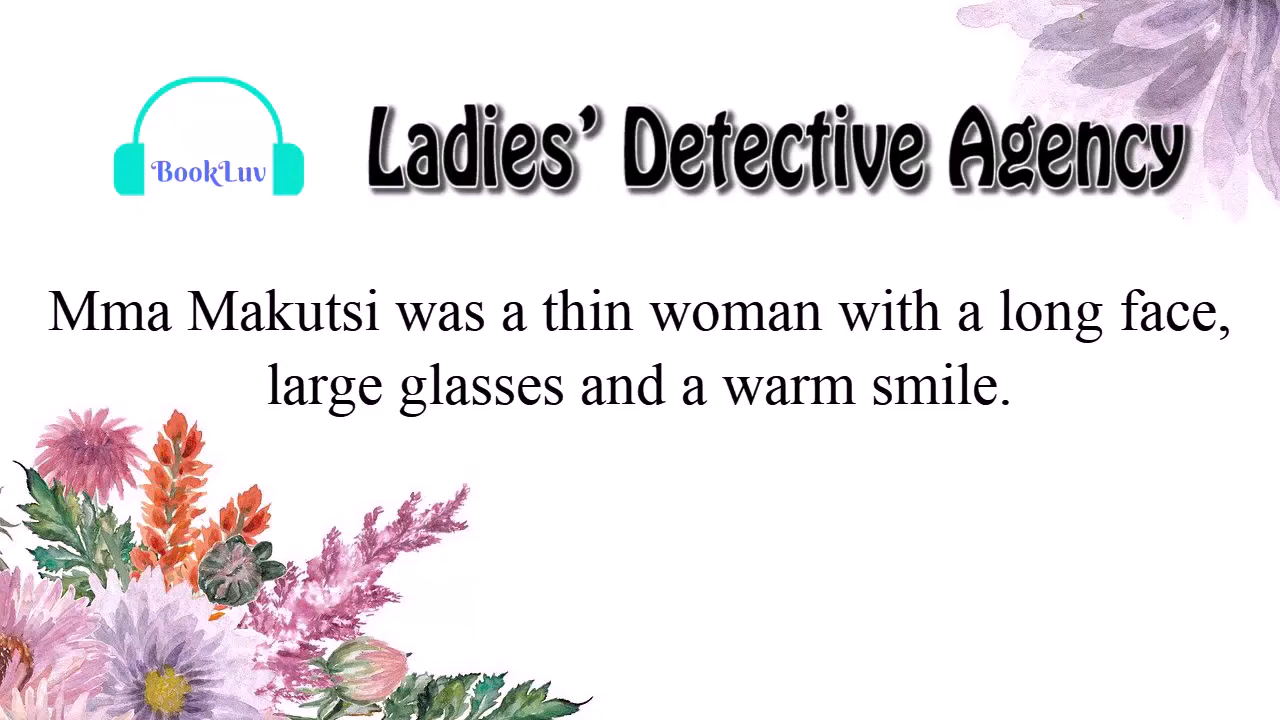 BookLuv
Ladies’ Detective Agency
Mma Makutsi was a thin woman with a long face,
large glasses and a warm smile.